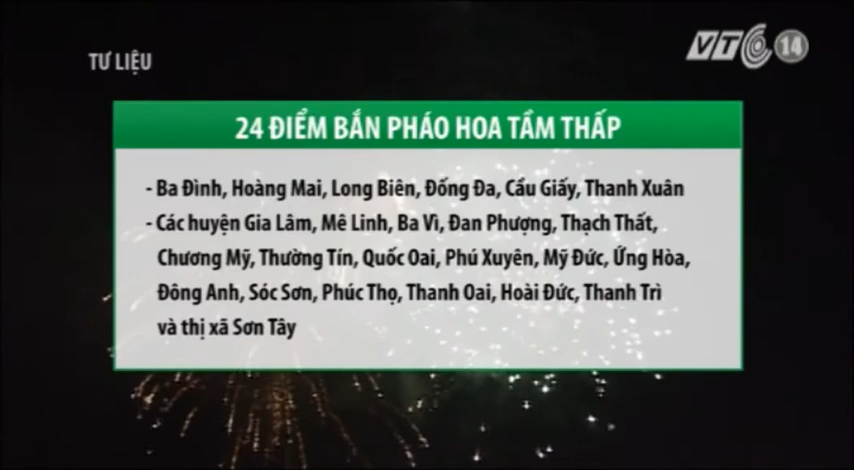 TƯ LIỆU
VTC 14
24 ĐIỂM BẮN PHÁO HOA TẦM THẤP
- Ba Đình, Hoàng Mai, Long Biên, Đống Đa, Cầu Giấy, Thanh Xuân
- Các huyện Gia Lâm, Mê Linh, Ba Vì, Đan Phượng, Thạch Thất,
Chương Mỹ, Thường Tín, Quốc Oai, Phú Xuyên, Mỹ Đức, Ứng Hòa,
Đông Anh, Sóc Sơn, Phúc Thọ, Thanh Oai, Hoài Đức, Thanh Trì
và thị xã Sơn Tây